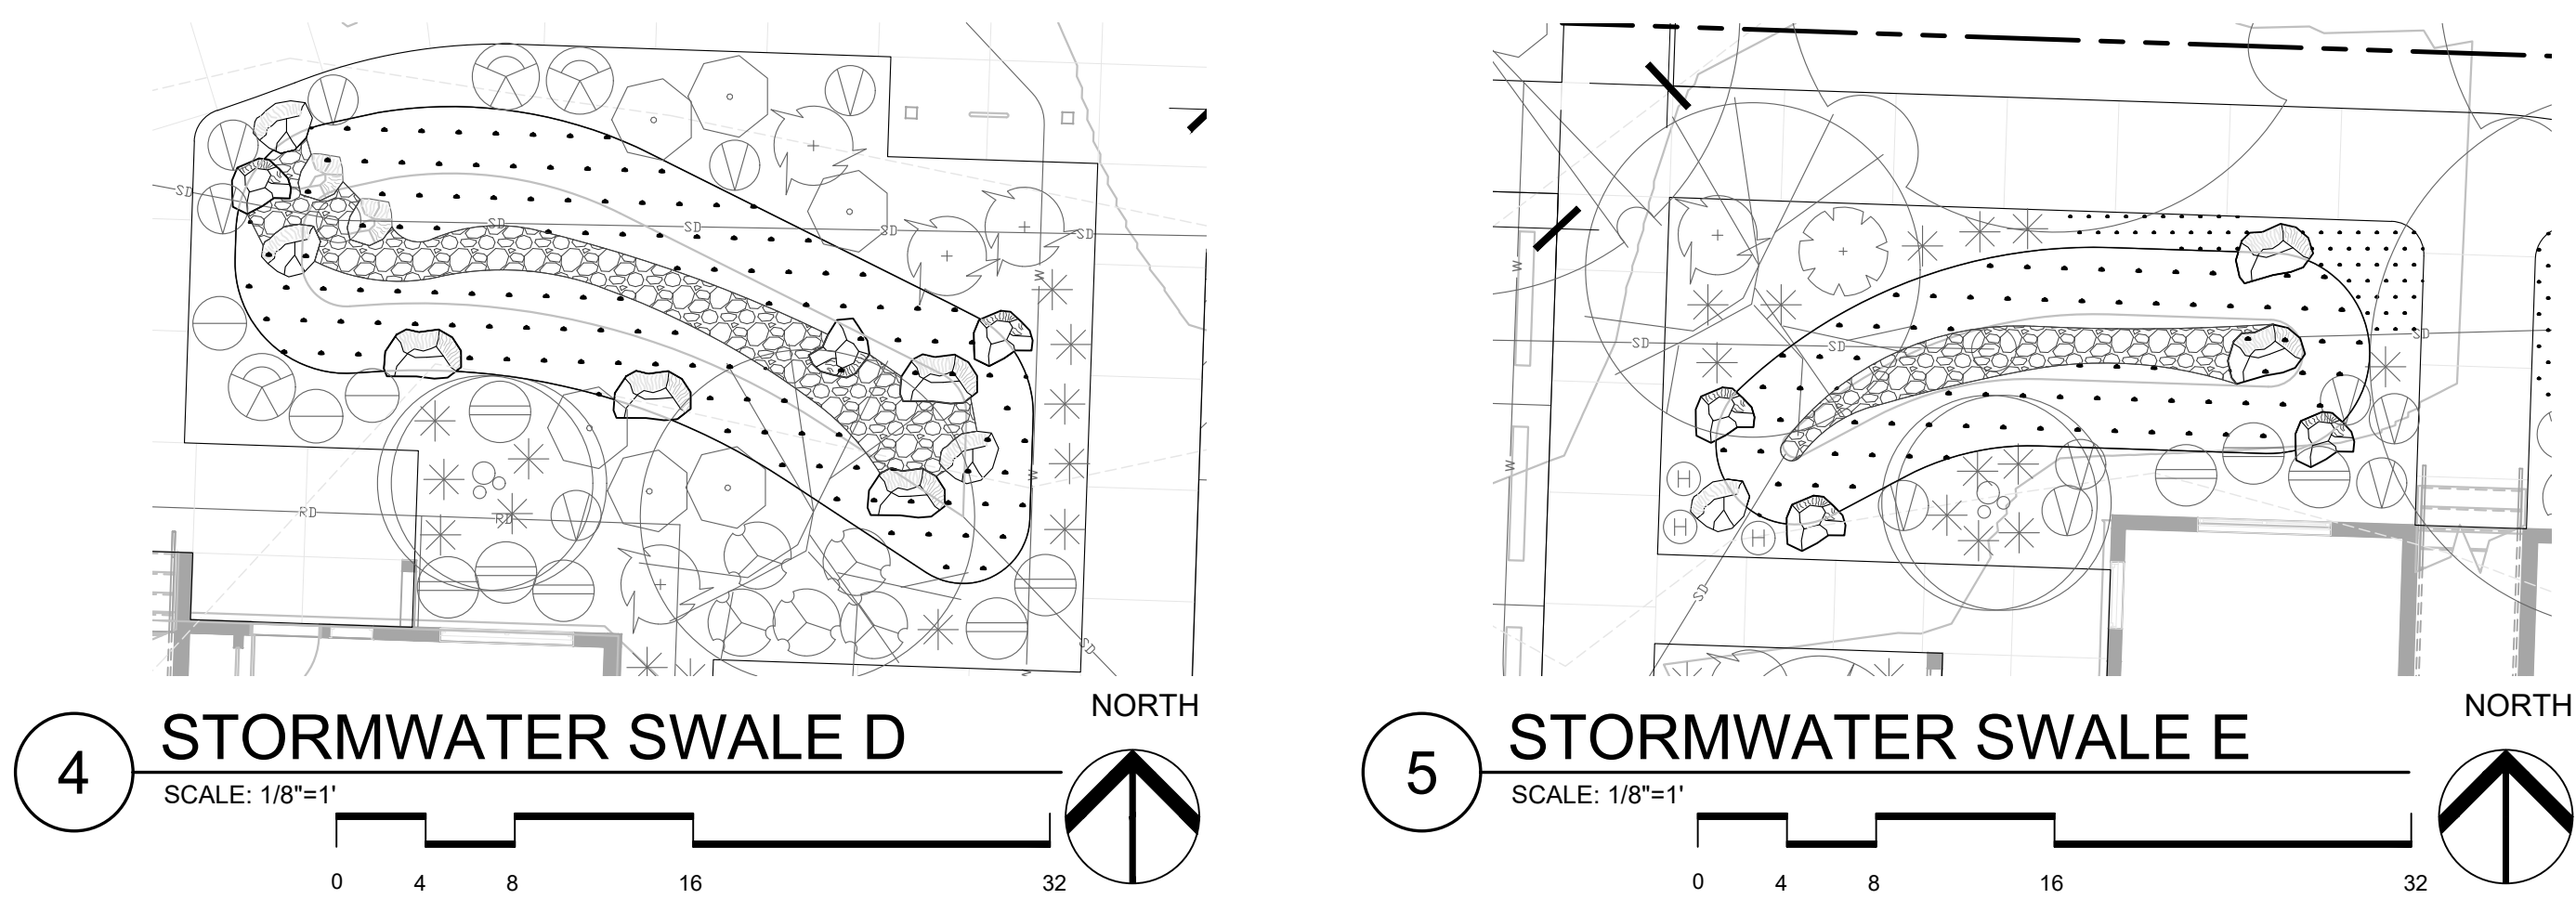 SD
SD
SD
SD
SD
W
W
W
RD
RD
SD
W
W
SD
SD
SD
H
H
H
SD
NORTH
4
STORMWATER SWALE D
SCALE: 1/8"=1'
0 4 8 16 32
NORTH
5
STORMWATER SWALE E
SCALE: 1/8"=1'
0 4 8 16 32